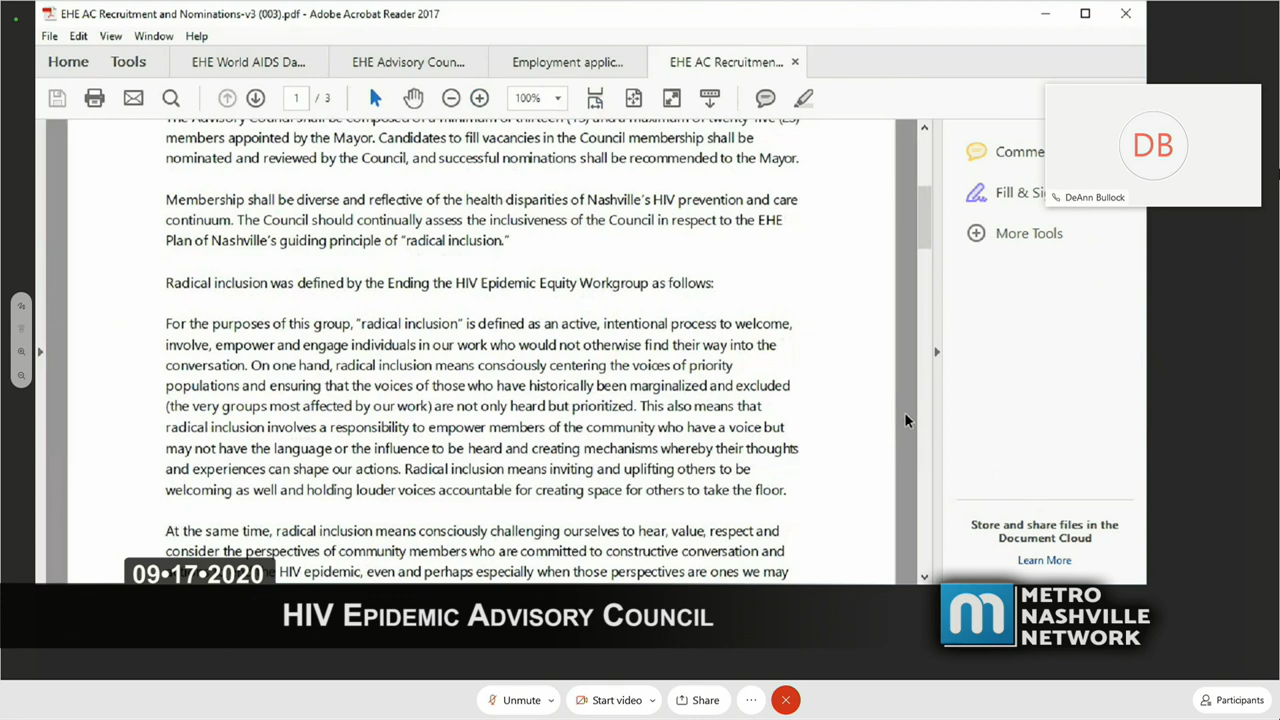 EHE AC Recruitment and Nominations-v3 (003).pdf - Adobe Acrobat Reader 2017
File Edit View Window Help
Home Tools EHE World AIDS Da... EHE Advisory Coun... Employment applic... EHE AC Recruitmen... ×
1 / 3 100%
The Advisory Council shall be composed of a minimum of thirteen (13) and a maximum of twenty-five (25)
members appointed by the Mayor. Candidates to fill vacancies in the Council membership shall be
nominated and reviewed by the Council, and successful nominations shall be recommended to the Mayor.
Membership shall be diverse and reflective of the health disparities of Nashville's HIV prevention and care
continuum. The Council should continually assess the inclusiveness of the Council in respect to the EHE
Plan of Nashville's guiding principle of "radical inclusion."
Radical inclusion was defined by the Ending the HIV Epidemic Equity Workgroup as follows:
For the purposes of this group, "radical inclusion" is defined as an active, intentional process to welcome,
involve, empower and engage individuals in our work who would not otherwise find their way into the
conversation. On one hand, radical inclusion means consciously centering the voices of priority
populations and ensuring that the voices of those who have historically been marginalized and excluded
(the very groups most affected by our work) are not only heard but prioritized. This also means that
radical inclusion involves a responsibility to empower members of the community who have a voice but
may not have the language or the influence to be heard and creating mechanisms whereby their thoughts
and experiences can shape our actions. Radical inclusion means inviting and uplifting others to be
welcoming as well and holding louder voices accountable for creating space for others to take the floor.
At the same time, radical inclusion means consciously challenging ourselves to hear, value, respect and
consider the perspectives of community members who are committed to constructive conversation and
HIV epidemic, even and perhaps especially when those perspectives are ones we may
Comme
Fill & Si
More Tools
Store and share files in the
Document Cloud
Learn More
DB
DeAnn Bullock
09•17•2020
HIV EPIDEMIC ADVISORY COUNCIL
m
METRO
NASHVILLE
NETWORK
Unmute Start video Share ... Participants